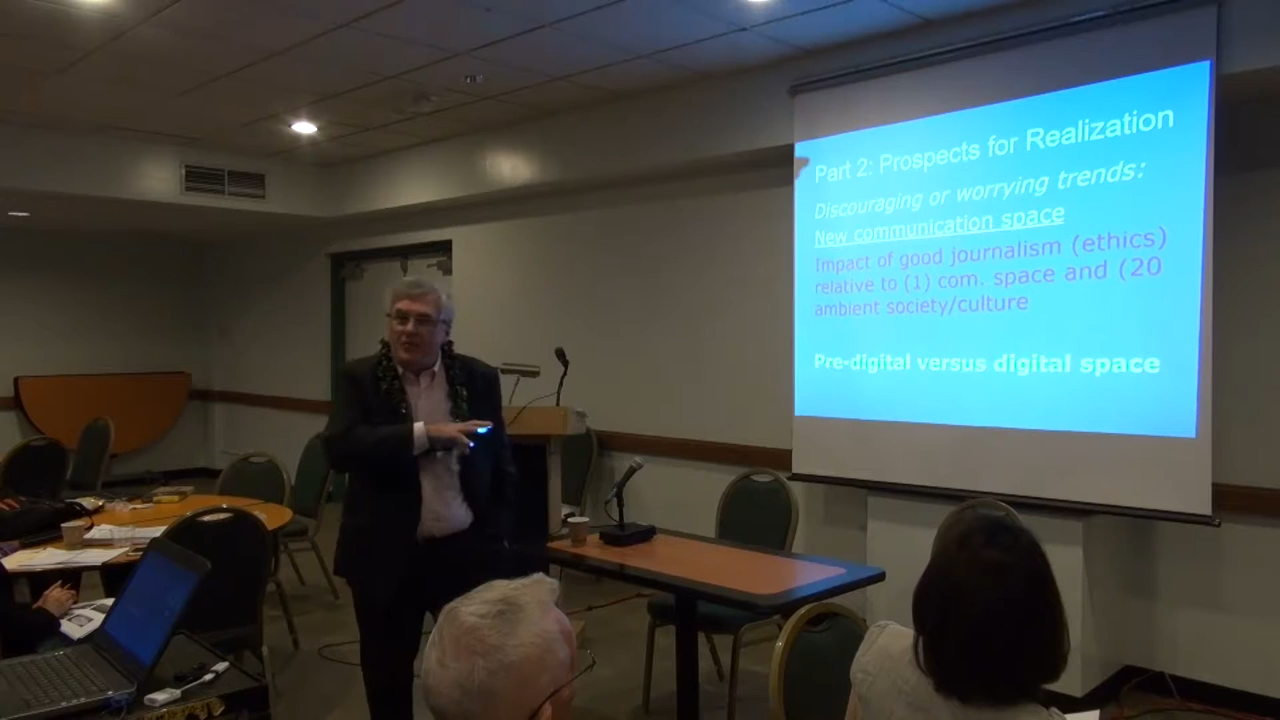 Part 2: Prospects for Realization
Discouraging or worrying trends:
New communication space
Impact of good journalism (ethics)
relative to (1) com. space and (20
ambient society/culture
Pre-digital versus digital space